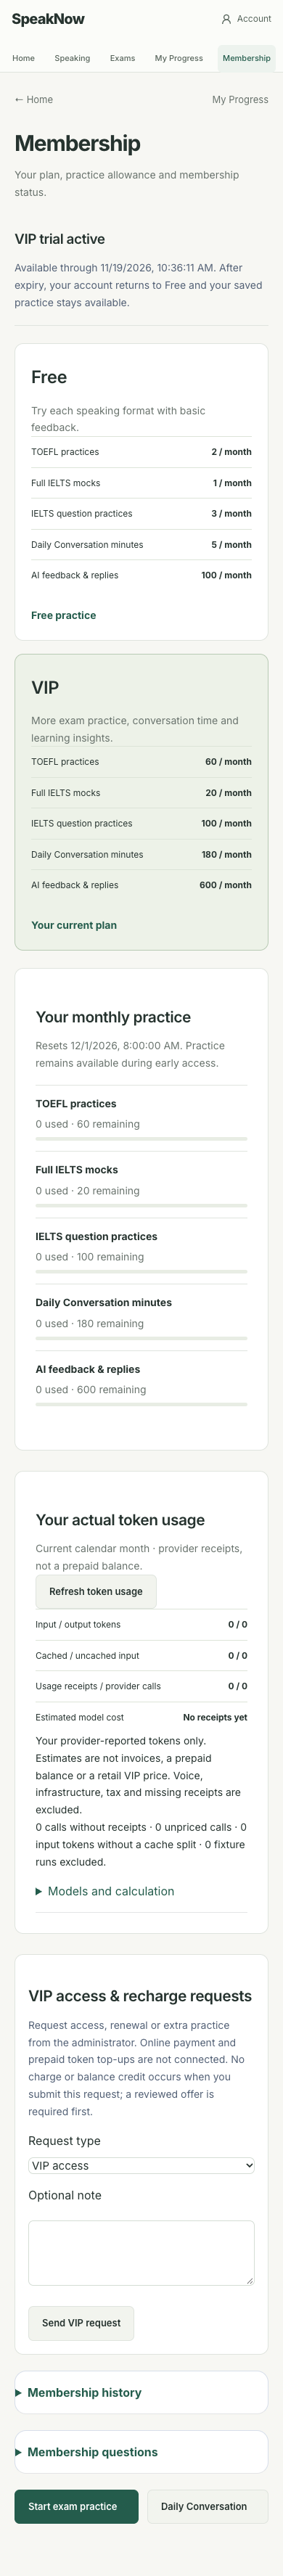 SpeakNow
Account
Home Speaking Exams My Progress Membership
← Home My Progress
Membership
Your plan, practice allowance and membership
status.
VIP trial active
Available through 11/19/2026, 10:36:11 AM. After
expiry, your account returns to Free and your saved
practice stays available.
Free
Try each speaking format with basic
feedback.
TOEFL practices 2 / month
Full IELTS mocks 1 / month
IELTS question practices 3 / month
Daily Conversation minutes 5 / month
AI feedback & replies 100 / month
Free practice
VIP
More exam practice, conversation time and
learning insights.
TOEFL practices 60 / month
Full IELTS mocks 20 / month
IELTS question practices 100 / month
Daily Conversation minutes 180 / month
AI feedback & replies 600 / month
Your current plan
Your monthly practice
Resets 12/1/2026, 8:00:00 AM. Practice
remains available during early access.
TOEFL practices
0 used · 60 remaining
Full IELTS mocks
0 used · 20 remaining
IELTS question practices
0 used · 100 remaining
Daily Conversation minutes
0 used · 180 remaining
AI feedback & replies
0 used · 600 remaining
Your actual token usage
Current calendar month · provider receipts,
not a prepaid balance.
Refresh token usage
Input / output tokens 0 / 0
Cached / uncached input 0 / 0
Usage receipts / provider calls 0 / 0
Estimated model cost No receipts yet
Your provider-reported tokens only.
Estimates are not invoices, a prepaid
balance or a retail VIP price. Voice,
infrastructure, tax and missing receipts are
excluded.
0 calls without receipts · 0 unpriced calls · 0
input tokens without a cache split · 0 fixture
runs excluded.
▶ Models and calculation
VIP access & recharge requests
Request access, renewal or extra practice
from the administrator. Online payment and
prepaid token top-ups are not connected. No
charge or balance credit occurs when you
submit this request; a reviewed offer is
required first.
Request type
VIP access
Optional note
Send VIP request
▶ Membership history
▶ Membership questions
Start exam practice Daily Conversation